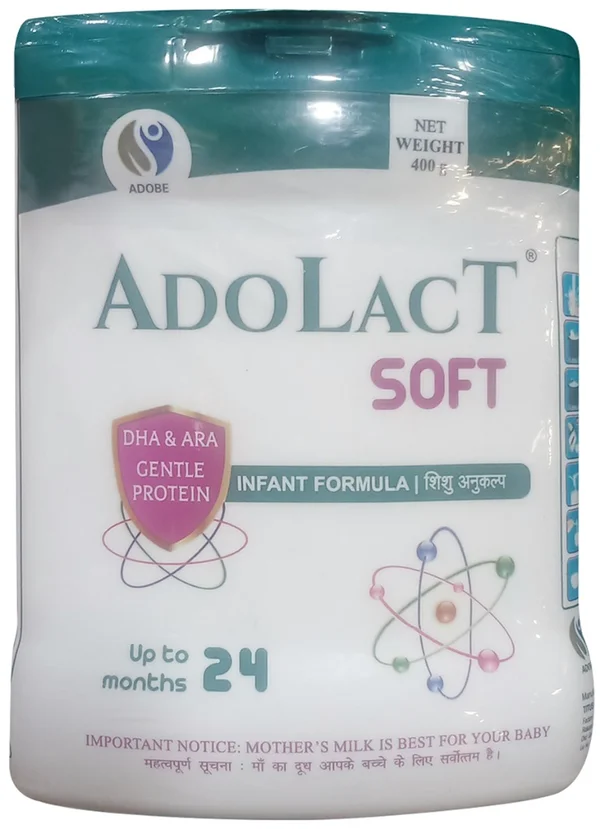 NET
WEIGHT
400 g
ADOBE
ADOLACT®
SOFT
DHA & ARA
GENTLE
PROTEIN
INFANT FORMULA | शिशु अनुकल्प
Up to
months 24
IMPORTANT NOTICE: MOTHER'S MILK IS BEST FOR YOUR BABY
महत्वपूर्ण सूचना : माँ का दूध आपके बच्चे के लिए सर्वोत्तम है।